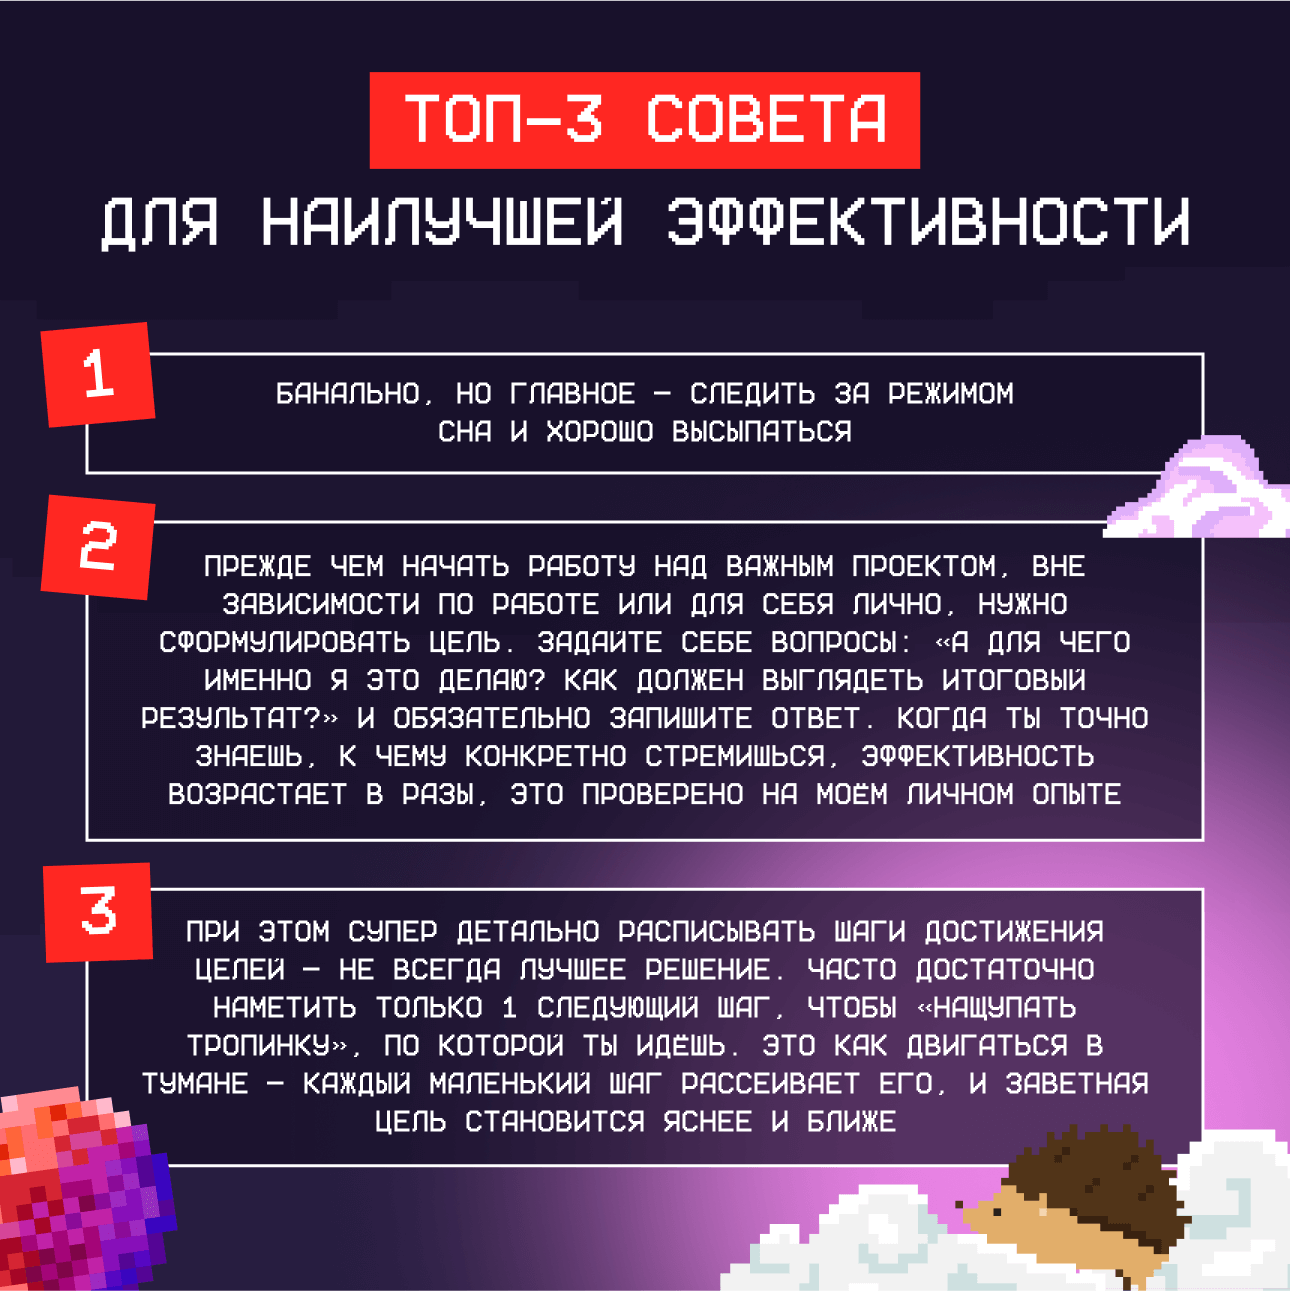 ТОП-3 СОВЕТА
ДЛЯ НАИЛУЧШЕЙ ЭФФЕКТИВНОСТИ
1
БАНАЛЬНО, НО ГЛАВНОЕ — СЛЕДИТЬ ЗА РЕЖИМОМ
СНА И ХОРОШО ВЫСЫПАТЬСЯ
2
ПРЕЖДЕ ЧЕМ НАЧАТЬ РАБОТУ НАД ВАЖНЫМ ПРОЕКТОМ, ВНЕ
ЗАВИСИМОСТИ ПО РАБОТЕ ИЛИ ДЛЯ СЕБЯ ЛИЧНО, НУЖНО
СФОРМУЛИРОВАТЬ ЦЕЛЬ. ЗАДАЙТЕ СЕБЕ ВОПРОСЫ: «А ДЛЯ ЧЕГО
ИМЕННО Я ЭТО ДЕЛАЮ? КАК ДОЛЖЕН ВЫГЛЯДЕТЬ ИТОГОВЫЙ
РЕЗУЛЬТАТ?» И ОБЯЗАТЕЛЬНО ЗАПИШИТЕ ОТВЕТ. КОГДА ТЫ ТОЧНО
ЗНАЕШЬ, К ЧЕМУ КОНКРЕТНО СТРЕМИШЬСЯ, ЭФФЕКТИВНОСТЬ
ВОЗРАСТАЕТ В РАЗЫ, ЭТО ПРОВЕРЕНО НА МОЁМ ЛИЧНОМ ОПЫТЕ
3
ПРИ ЭТОМ СУПЕР ДЕТАЛЬНО РАСПИСЫВАТЬ ШАГИ ДОСТИЖЕНИЯ
ЦЕЛЕЙ — НЕ ВСЕГДА ЛУЧШЕЕ РЕШЕНИЕ. ЧАСТО ДОСТАТОЧНО
НАМЕТИТЬ ТОЛЬКО 1 СЛЕДУЮЩИЙ ШАГ, ЧТОБЫ «НАЩУПАТЬ
ТРОПИНКУ», ПО КОТОРОЙ ТЫ ИДЁШЬ. ЭТО КАК ДВИГАТЬСЯ В
ТУМАНЕ — КАЖДЫЙ МАЛЕНЬКИЙ ШАГ РАССЕИВАЕТ ЕГО, И ЗАВЕТНАЯ
ЦЕЛЬ СТАНОВИТСЯ ЯСНЕЕ И БЛИЖЕ